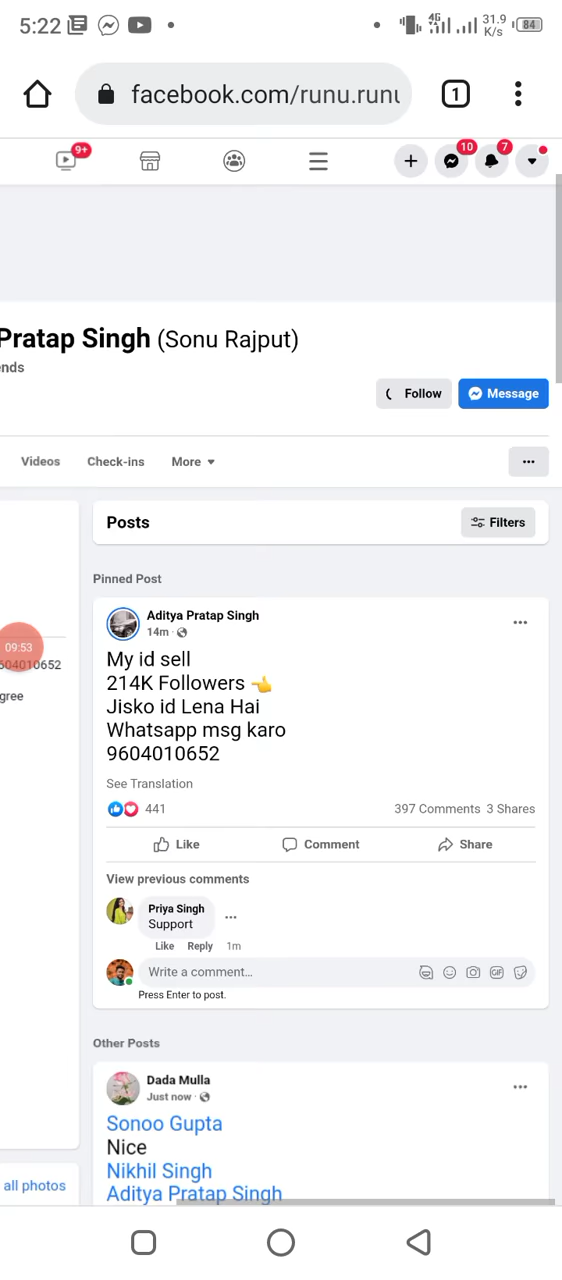 5:22
4G
31.9
K/s
84
facebook.com/runu.runu
1
9+
10
7
Pratap Singh (Sonu Rajput)
ends
Follow
Message
Videos
Check-ins
More
Posts
Filters
Pinned Post
09:53
504010652
gree
Aditya Pratap Singh
14m
My id sell
214K Followers 👈
Jisko id Lena Hai
Whatsapp msg karo
9604010652
See Translation
441
397 Comments 3 Shares
Like
Comment
Share
View previous comments
Priya Singh
Support
Like Reply 1m
Write a comment...
GIF
Press Enter to post.
Other Posts
Dada Mulla
Just now
Sonoo Gupta
Nice
Nikhil Singh
all photos
Aditya Pratap Singh